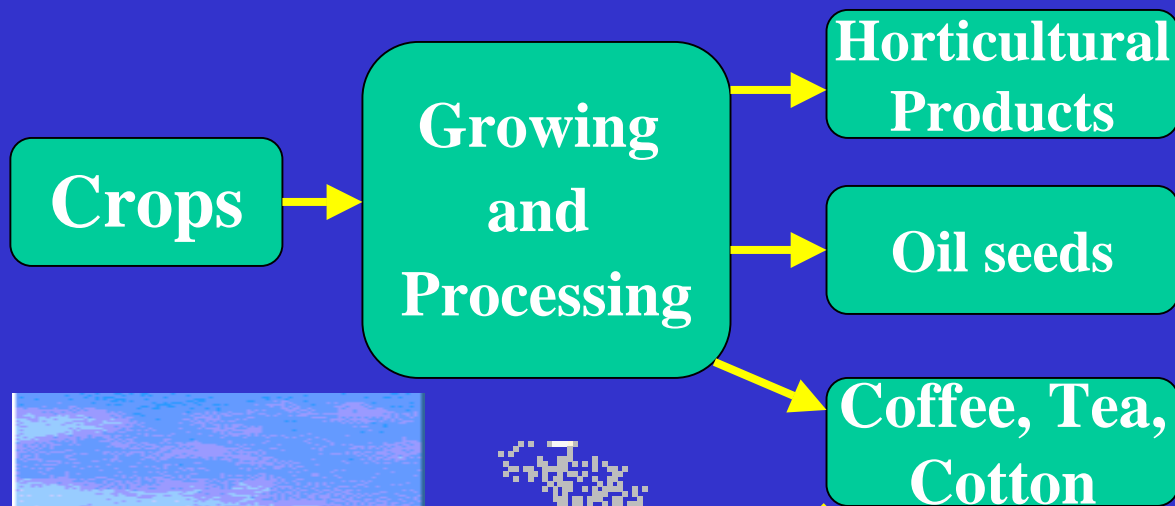 Crops
Growing
and
Processing
Horticultural
Products
Oil seeds
Coffee, Tea,
Cotton